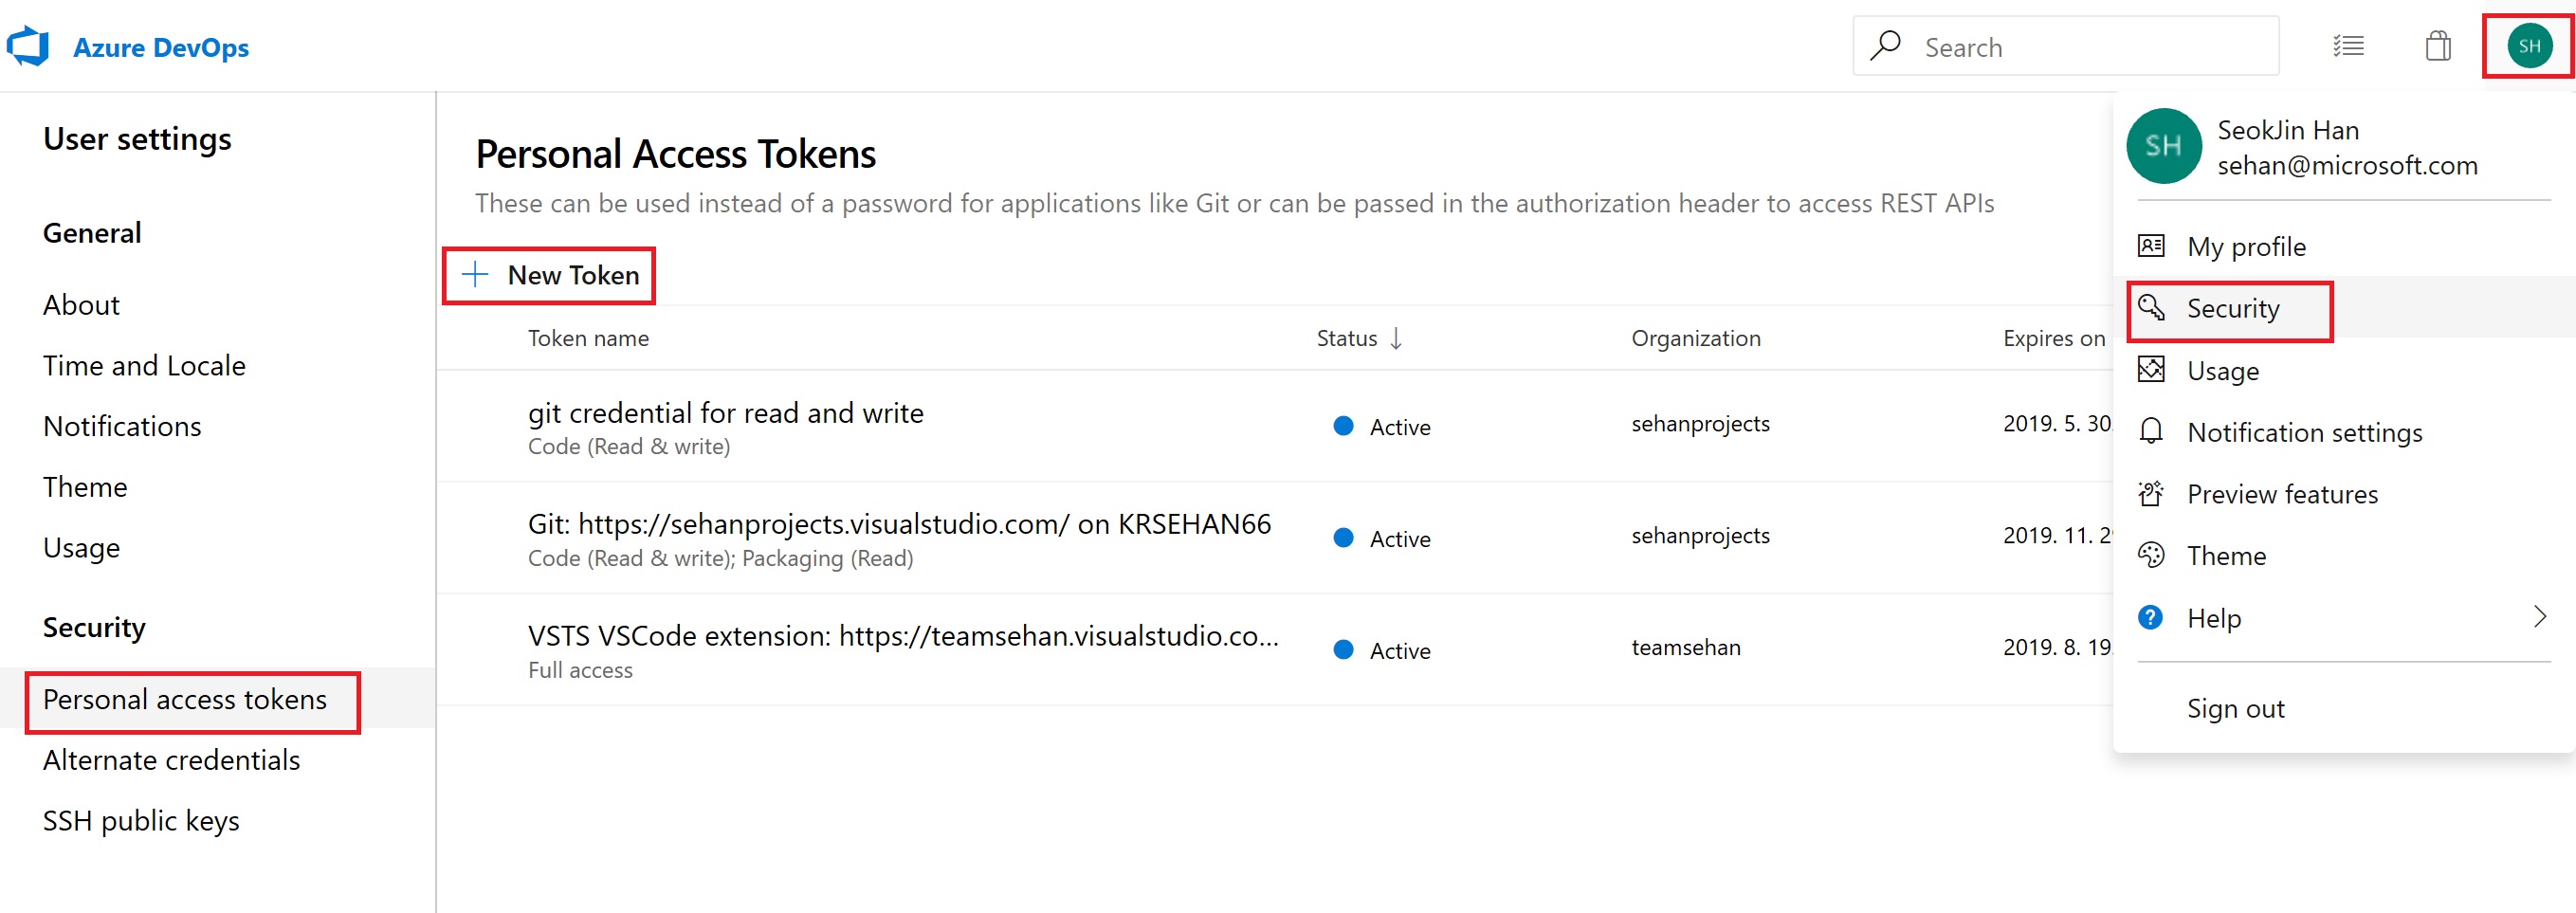 Azure DevOps
Search
SH
User settings
General
About
Time and Locale
Notifications
Theme
Usage
Security
Personal access tokens
Alternate credentials
SSH public keys
Personal Access Tokens
These can be used instead of a password for applications like Git or can be passed in the authorization header to access REST APIs
New Token
Token name Status ↓ Organization Expires on
git credential for read and write Active sehanprojects 2019. 5. 30.
Code (Read & write)
Git: https://sehanprojects.visualstudio.com/ on KRSEHAN66 Active sehanprojects 2019. 11. 2
Code (Read & write); Packaging (Read)
VSTS VSCode extension: https://teamsehan.visualstudio.co... Active teamsehan 2019. 8. 19.
Full access
SH
SeokJin Han
sehan@microsoft.com
My profile
Security
Usage
Notification settings
Preview features
Theme
? Help
Sign out